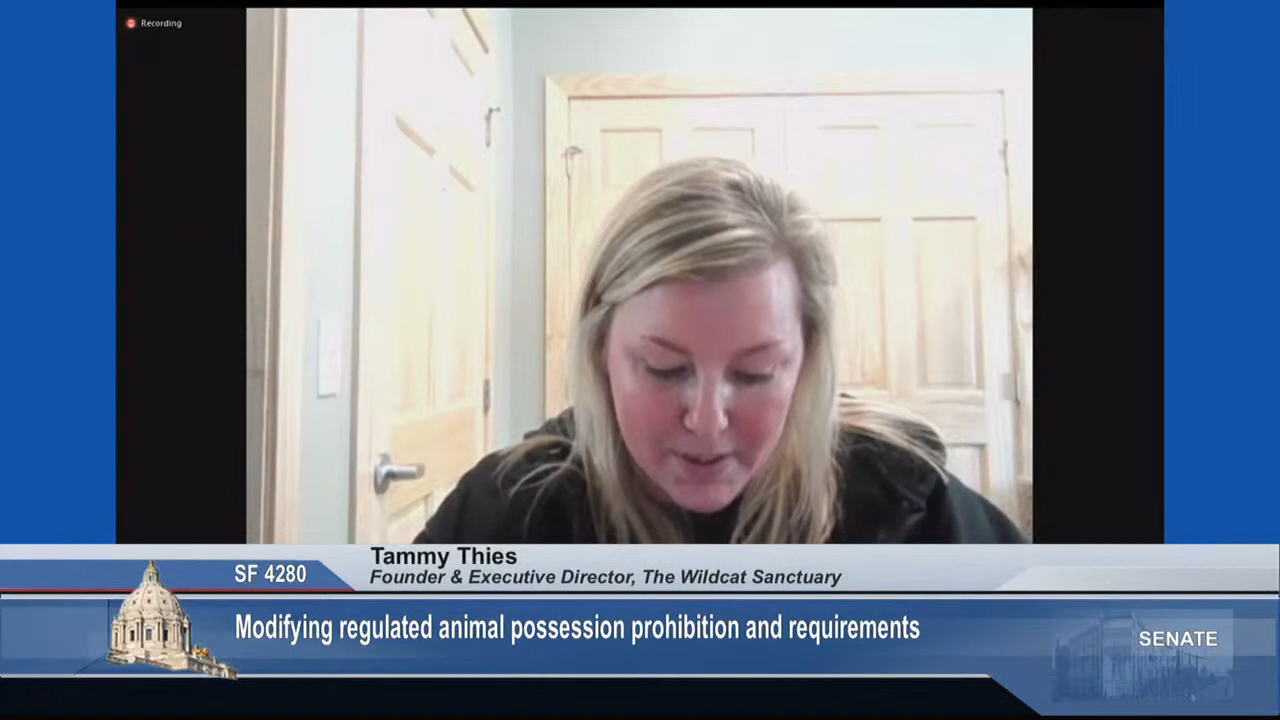 Recording
Tammy Thies
SF 4280
Founder & Executive Director, The Wildcat Sanctuary
Modifying regulated animal possession prohibition and requirements
SENATE